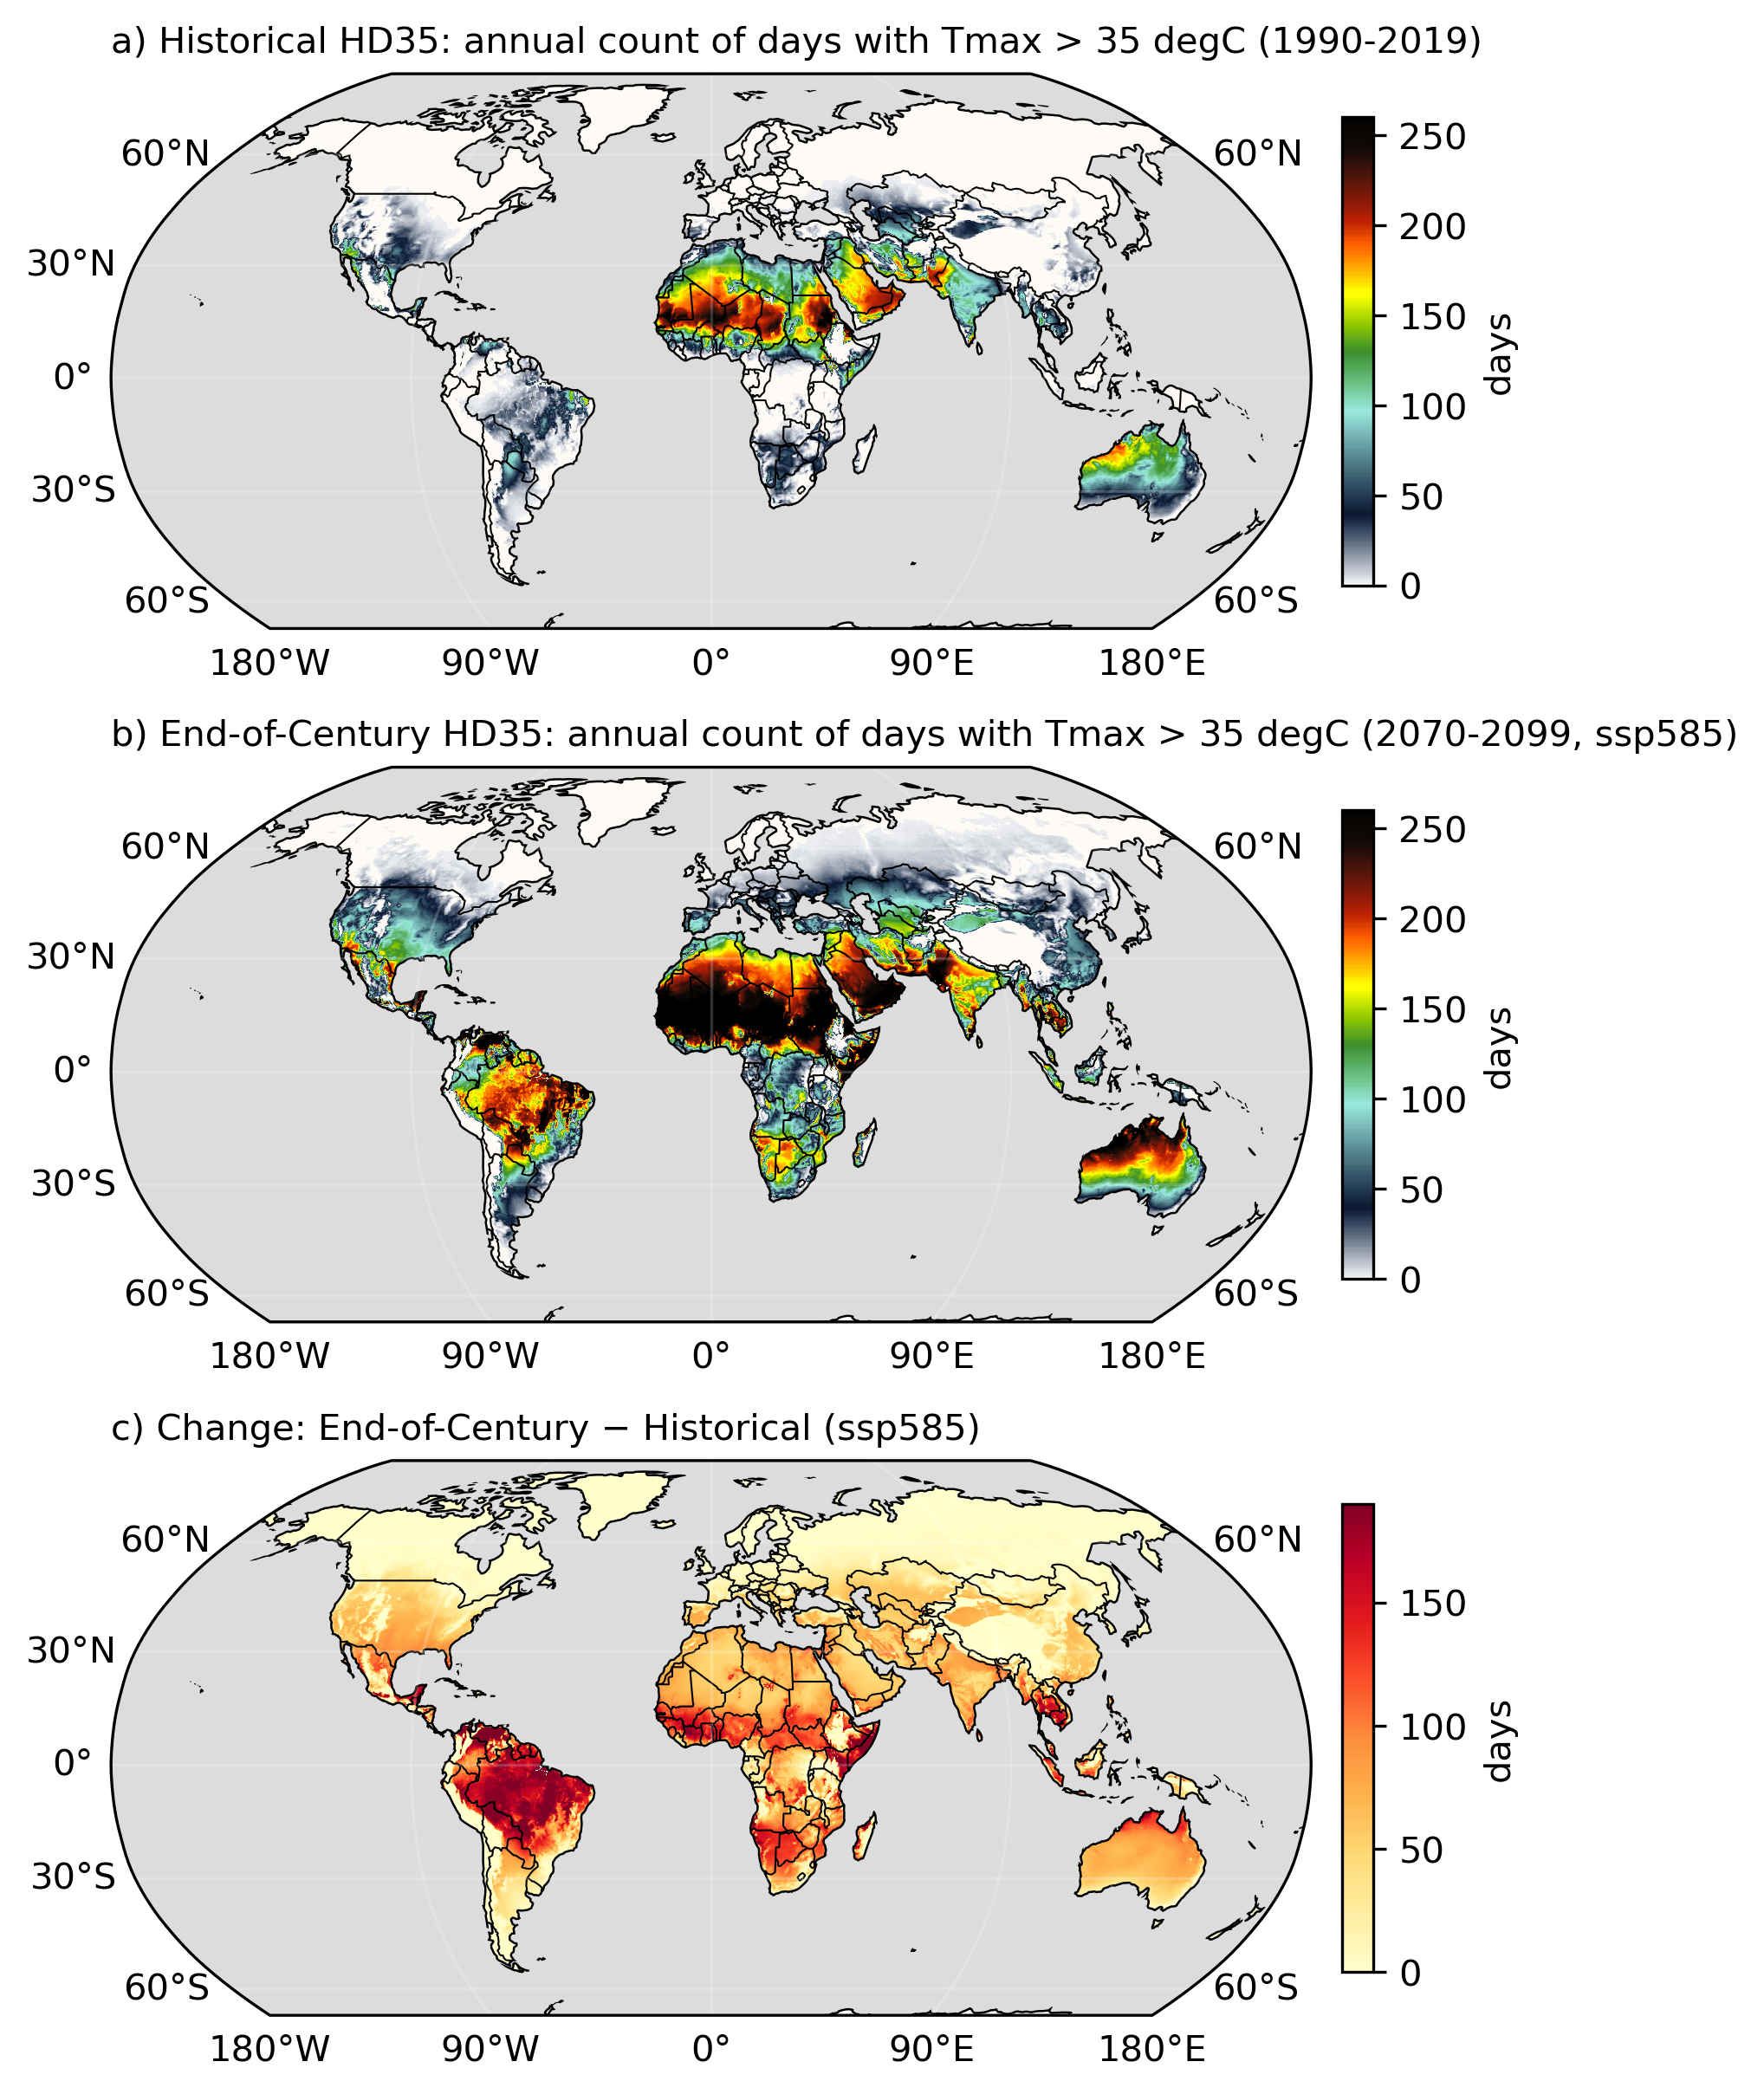 a) Historical HD35: annual count of days with Tmax > 35 degC (1990-2019)
60°N 60°N
30°N
0°
30°S
60°S 60°S
180°W 90°W 0° 90°E 180°E
250
200
150
100
50
0
days
b) End-of-Century HD35: annual count of days with Tmax > 35 degC (2070-2099, ssp585)
60°N 60°N
30°N
0°
30°S
60°S 60°S
180°W 90°W 0° 90°E 180°E
250
200
150
100
50
0
days
c) Change: End-of-Century − Historical (ssp585)
60°N 60°N
30°N
0°
30°S
60°S 60°S
180°W 90°W 0° 90°E 180°E
150
100
50
0
days